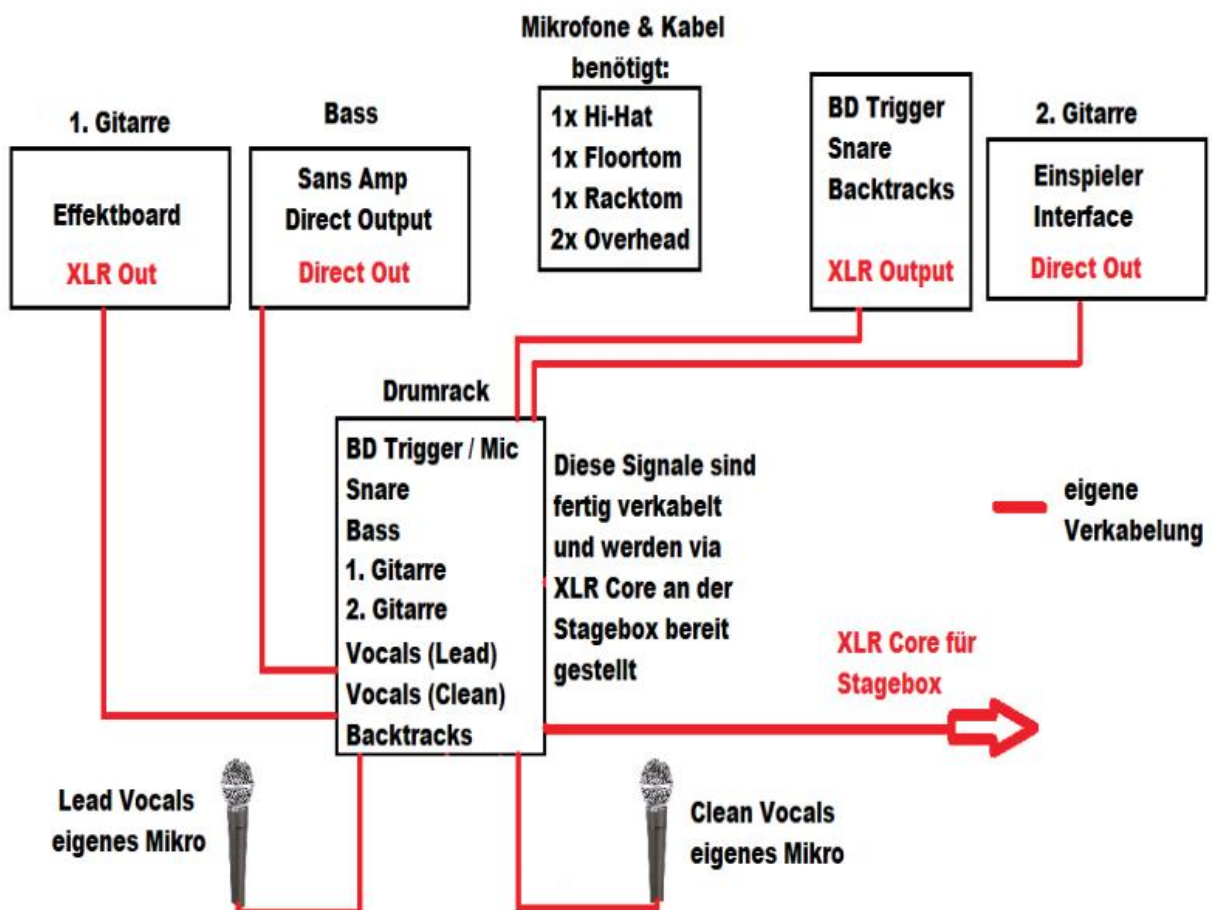 Mikrofone & Kabel
benötigt:
1x Hi-Hat
1x Floortom
1x Racktom
2x Overhead
1. Gitarre
Effektboard
XLR Out
Bass
Sans Amp
Direct Output
Direct Out
BD Trigger
Snare
Backtracks
XLR Output
2. Gitarre
Einspieler
Interface
Direct Out
Drumrack
BD Trigger / Mic
Snare
Bass
1. Gitarre
2. Gitarre
Vocals (Lead)
Vocals (Clean)
Backtracks
Diese Signale sind
fertig verkabelt
und werden via
XLR Core an der
Stagebox bereit
gestellt
eigene
Verkabelung
XLR Core für
Stagebox
Lead Vocals
eigenes Mikro
Clean Vocals
eigenes Mikro